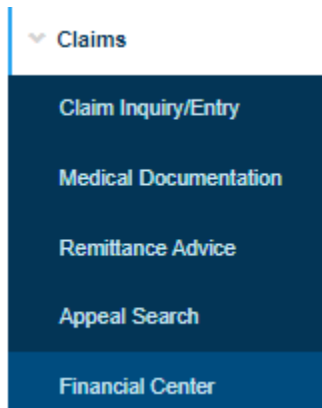 Claims
Claim Inquiry/Entry
Medical Documentation
Remittance Advice
Appeal Search
Financial Center